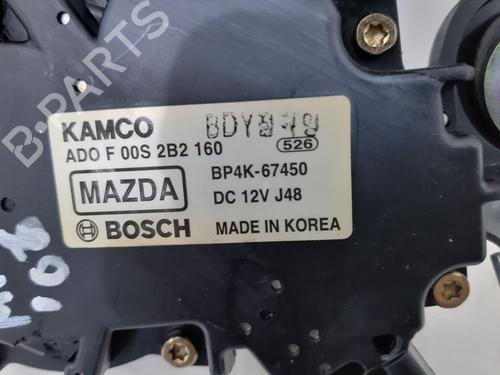 B-PARTS
KAMCO
526
ADO F 00S 2B2 160
BP4K-67450
MAZDA
DC 12V J48
BOSCH
MADE IN KOREA